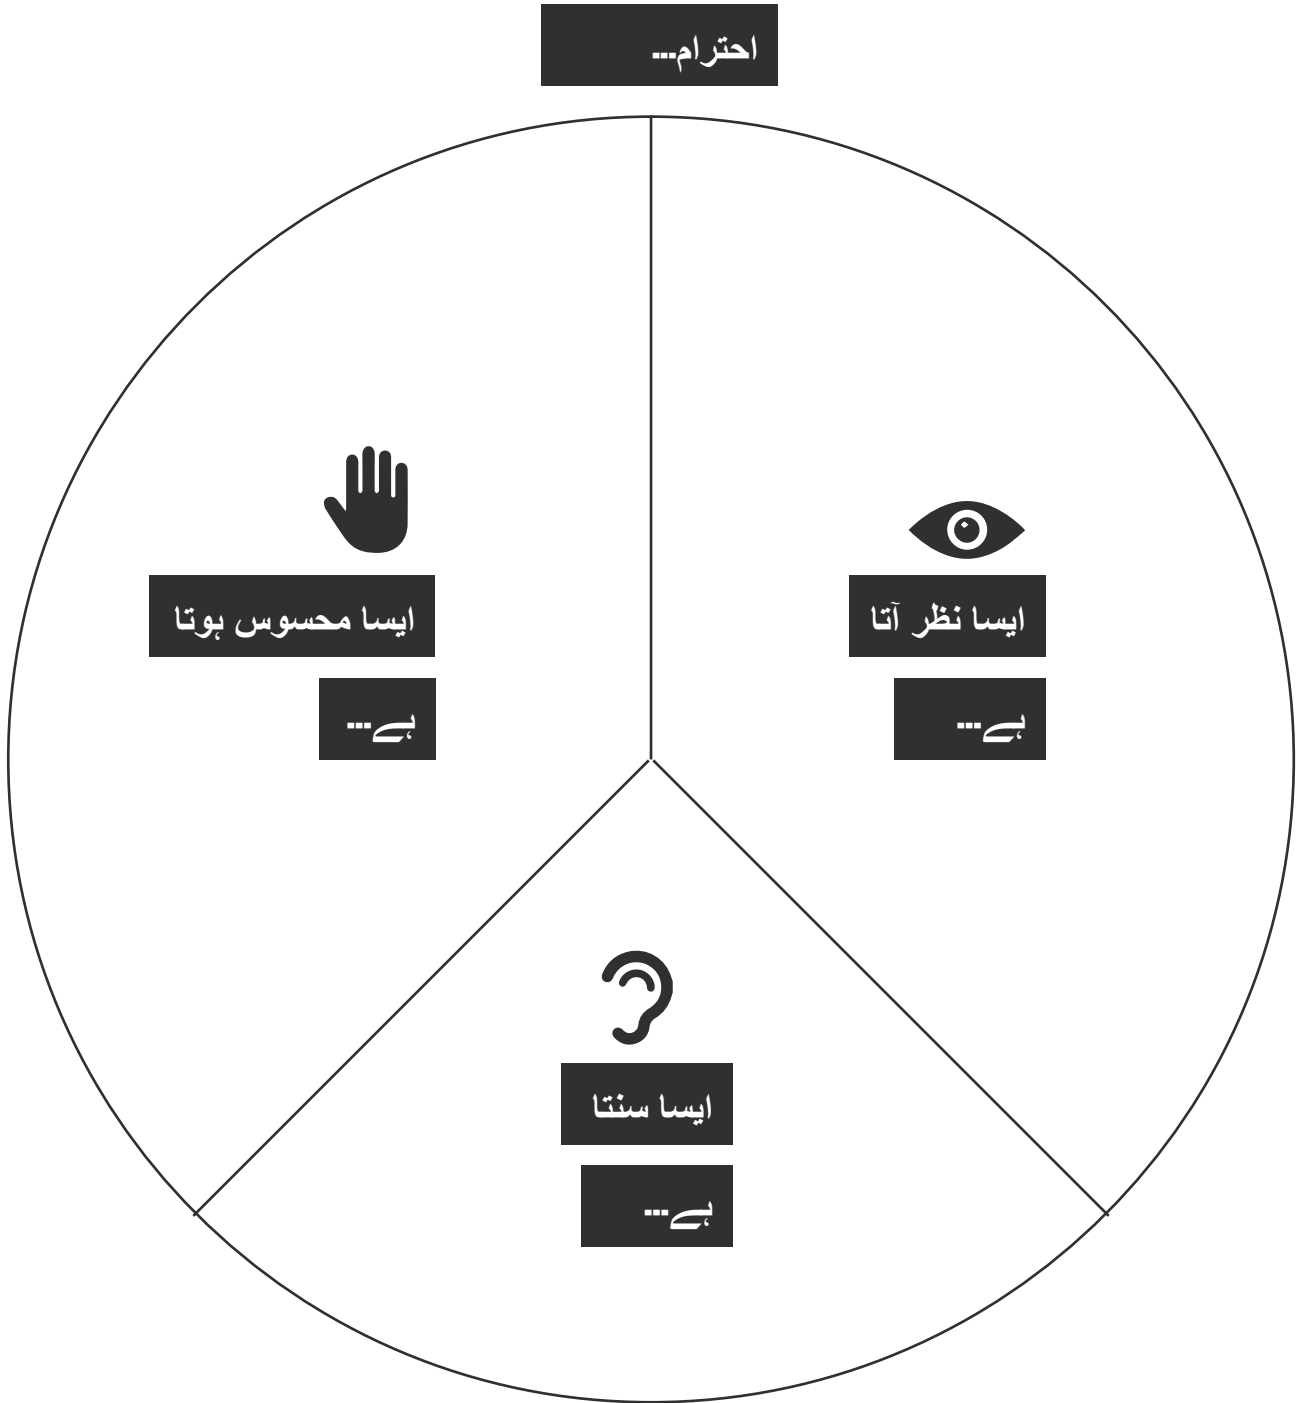 احترام...
ایسا نظر آتا
ہے...
ایسا محسوس ہوتا
ہے...
ایسا سنتا
ہے...